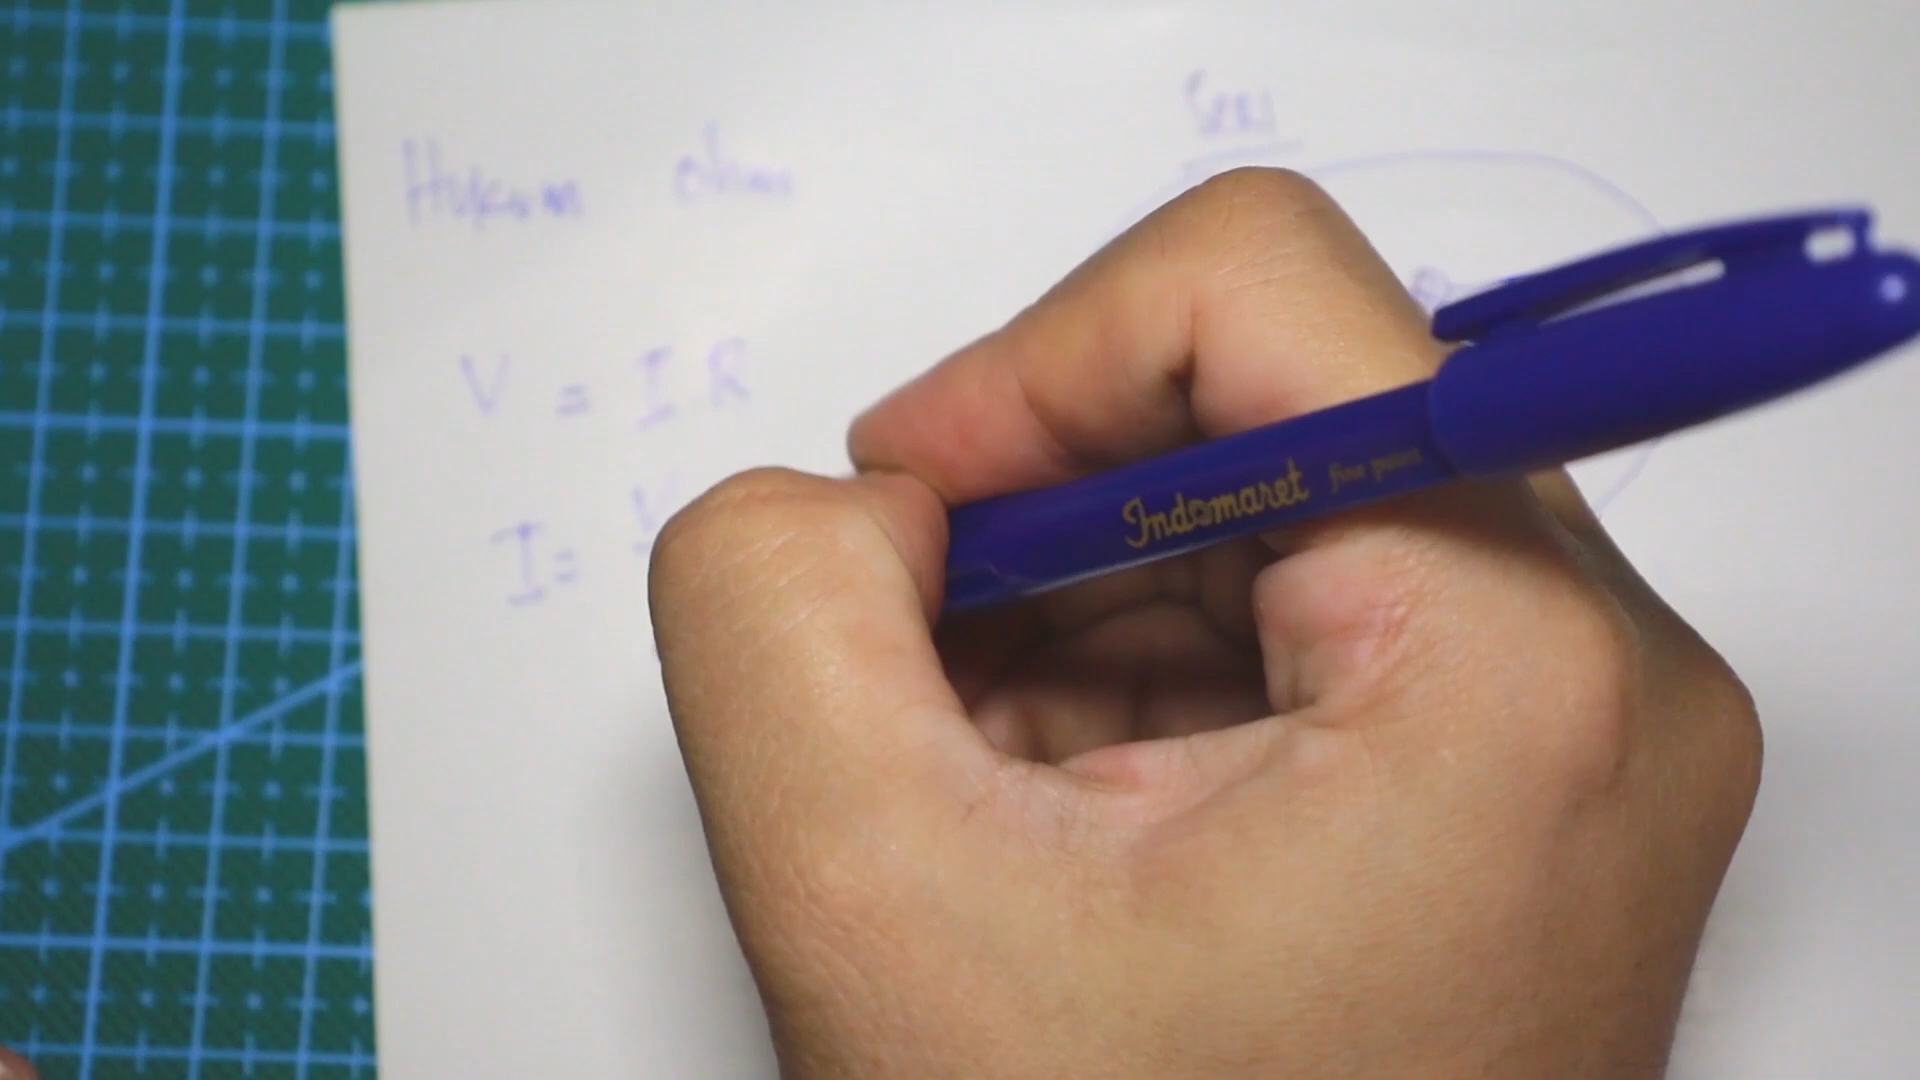 Seri
Hukum ohm
V = I R
I = V
Indomaret fine point